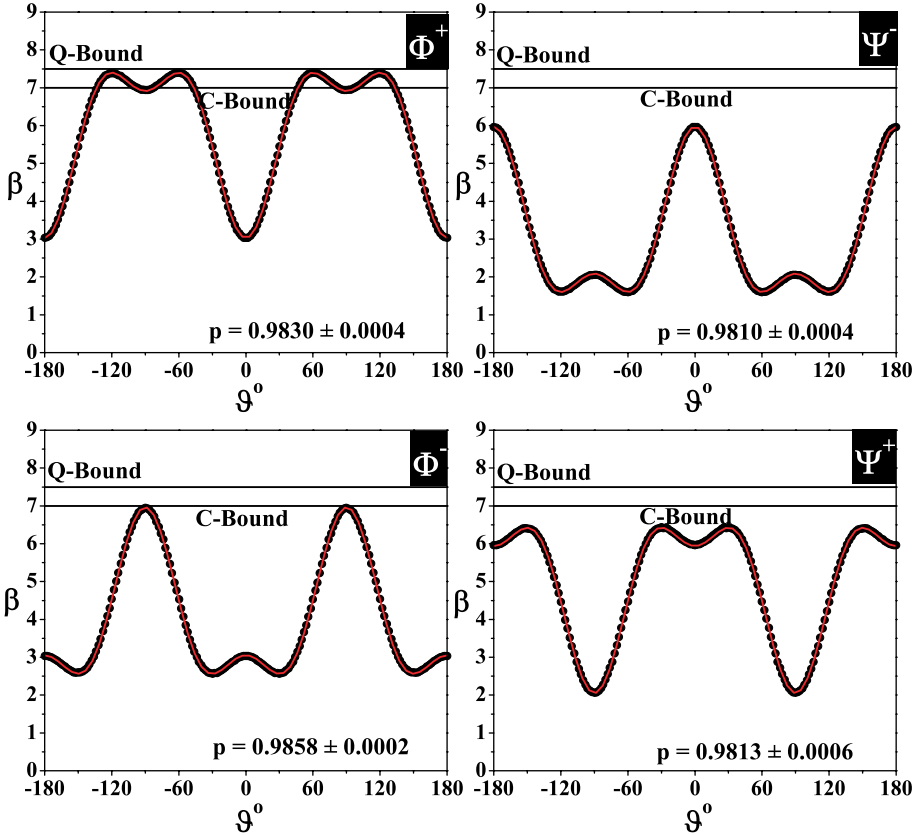 9
8
7
6
5
4
3
2
1
0
β
Q-Bound
C-Bound
Φ+
p = 0.9830 ± 0.0004
-180 -120 -60 0 60 120 180
ϑo
9
8
7
6
5
4
3
2
1
0
β
Q-Bound
C-Bound
Ψ-
p = 0.9810 ± 0.0004
-180 -120 -60 0 60 120 180
ϑo
9
8
7
6
5
4
3
2
1
0
β
Q-Bound
C-Bound
Φ-
p = 0.9858 ± 0.0002
-180 -120 -60 0 60 120 180
ϑo
9
8
7
6
5
4
3
2
1
0
β
Q-Bound
C-Bound
Ψ+
p = 0.9813 ± 0.0006
-180 -120 -60 0 60 120 180
ϑo